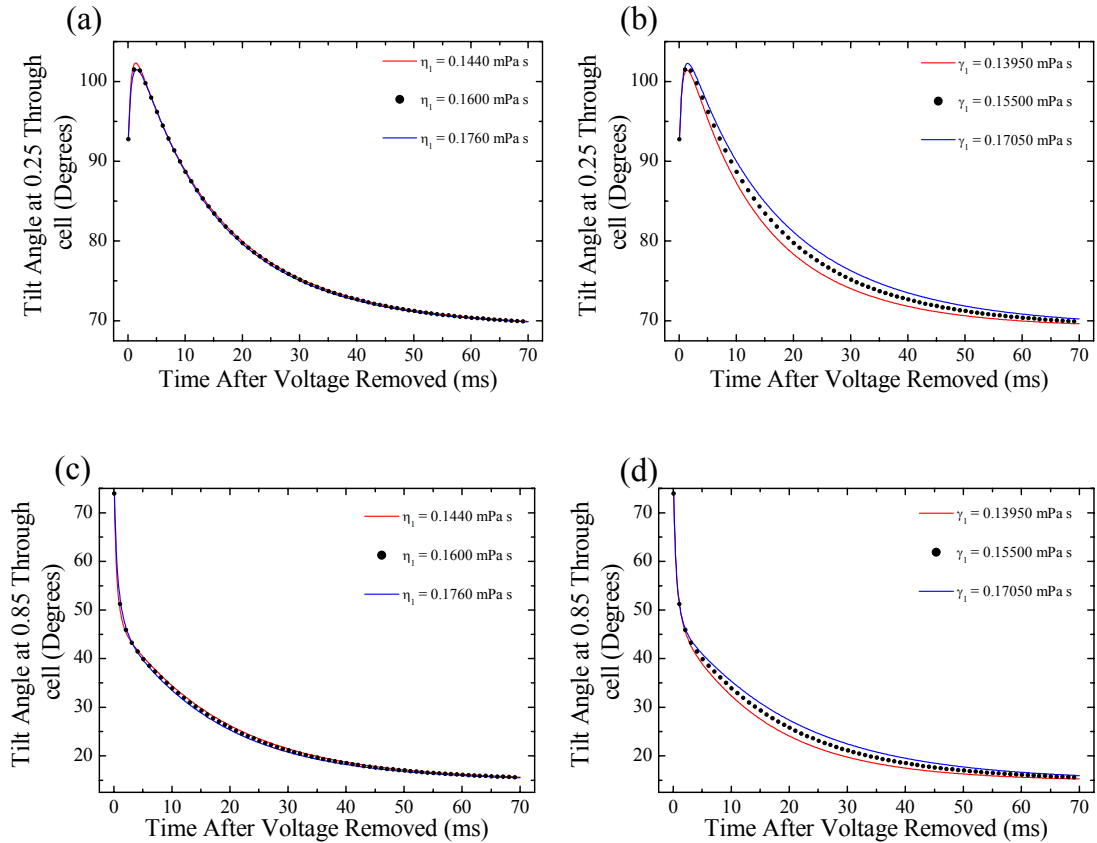 (a)
Tilt Angle at 0.25 Through
cell (Degrees)
100
90
80
70
η₁ = 0.1440 mPa s
η₁ = 0.1600 mPa s
η₁ = 0.1760 mPa s
0 10 20 30 40 50 60 70
Time After Voltage Removed (ms)
(b)
Tilt Angle at 0.25 Through
cell (Degrees)
100
90
80
70
γ₁ = 0.13950 mPa s
γ₁ = 0.15500 mPa s
γ₁ = 0.17050 mPa s
0 10 20 30 40 50 60 70
Time After Voltage Removed (ms)
(c)
Tilt Angle at 0.85 Through
cell (Degrees)
70
60
50
40
30
20
η₁ = 0.1440 mPa s
η₁ = 0.1600 mPa s
η₁ = 0.1760 mPa s
0 10 20 30 40 50 60 70
Time After Voltage Removed (ms)
(d)
Tilt Angle at 0.85 Through
cell (Degrees)
70
60
50
40
30
20
γ₁ = 0.13950 mPa s
γ₁ = 0.15500 mPa s
γ₁ = 0.17050 mPa s
0 10 20 30 40 50 60 70
Time After Voltage Removed (ms)